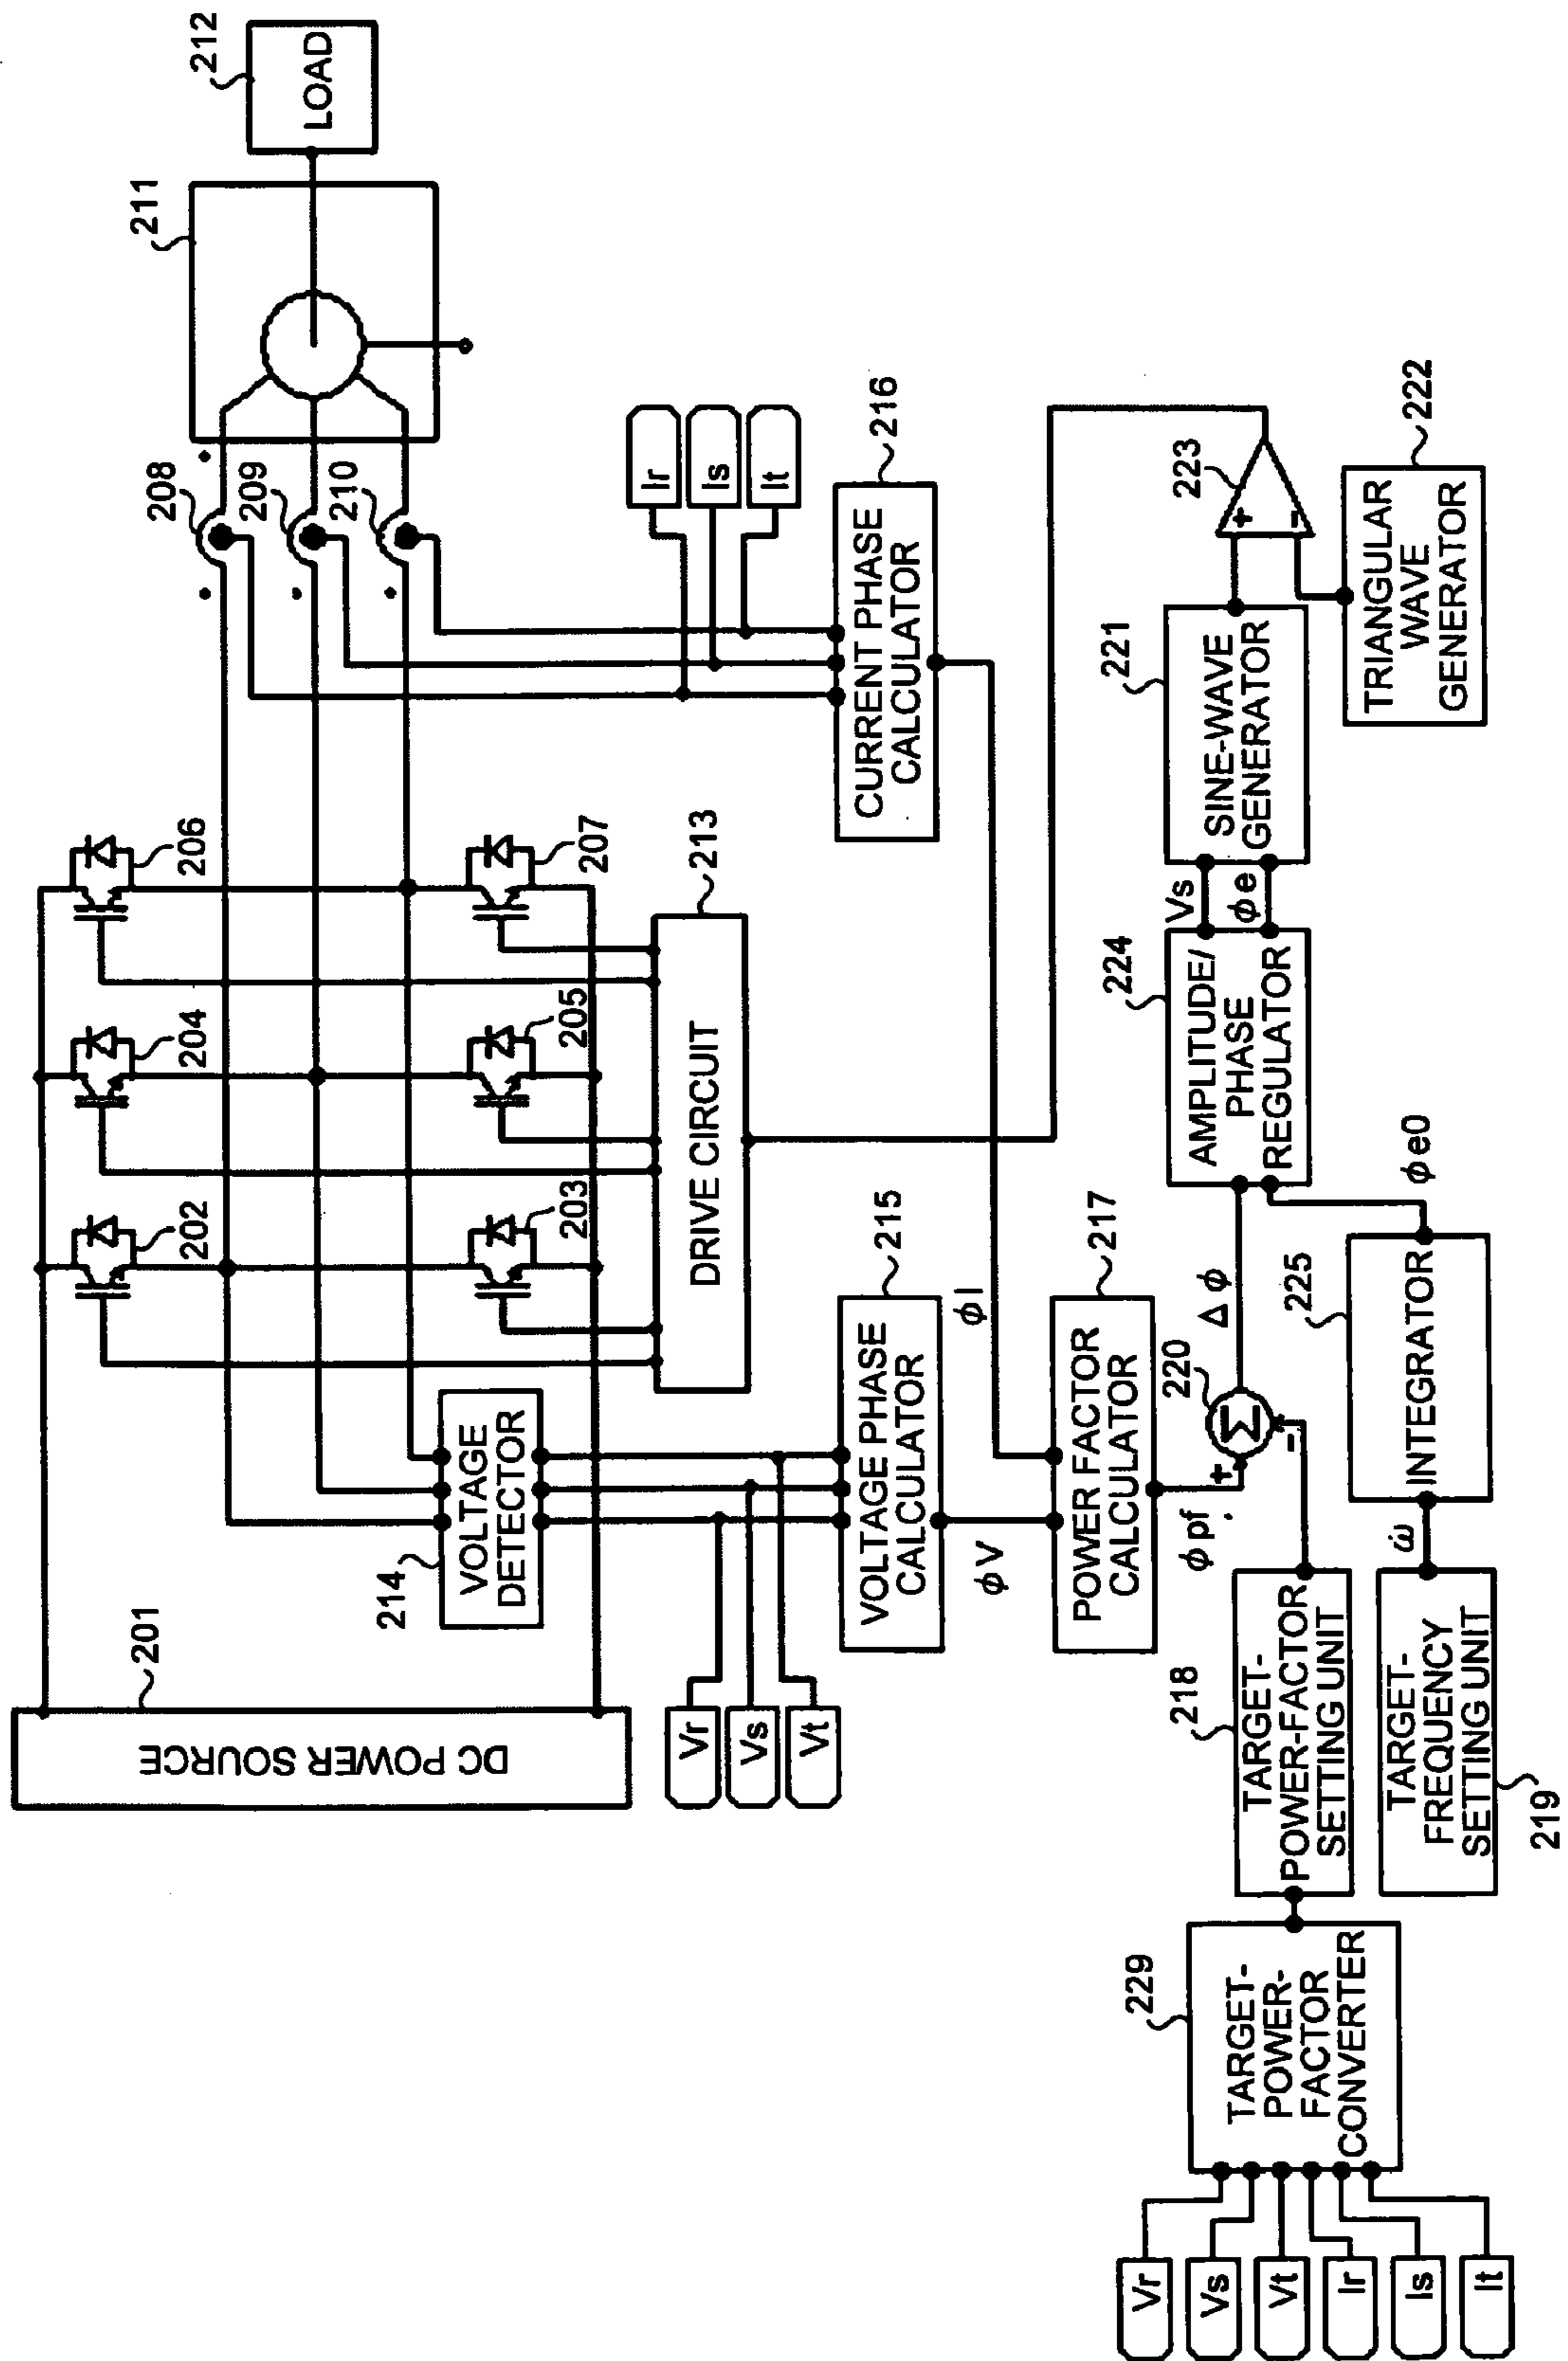 201
DC POWER SOURCE
202
204
206
203
205
207
208
209
210
211
212
LOAD
214
VOLTAGE
DETECTOR
DRIVE CIRCUIT
213
Vr
Vs
Vt
Ir
Is
It
VOLTAGE PHASE
CALCULATOR
215
CURRENT PHASE
CALCULATOR
216
ϕV
ϕI
POWER FACTOR
CALCULATOR
217
ϕpf
+
-
Σ
220
Δϕ
229
TARGET-
POWER-
FACTOR
CONVERTER
Vr
Vs
Vt
Ir
Is
It
218
TARGET-
POWER-FACTOR
SETTING UNIT
TARGET-
FREQUENCY
SETTING UNIT
219
ω
225
INTEGRATOR
ϕe0
224
AMPLITUDE/
PHASE
REGULATOR
Vs
ϕe
221
SINE-WAVE
GENERATOR
223
+
-
TRIANGULAR
WAVE
GENERATOR
222